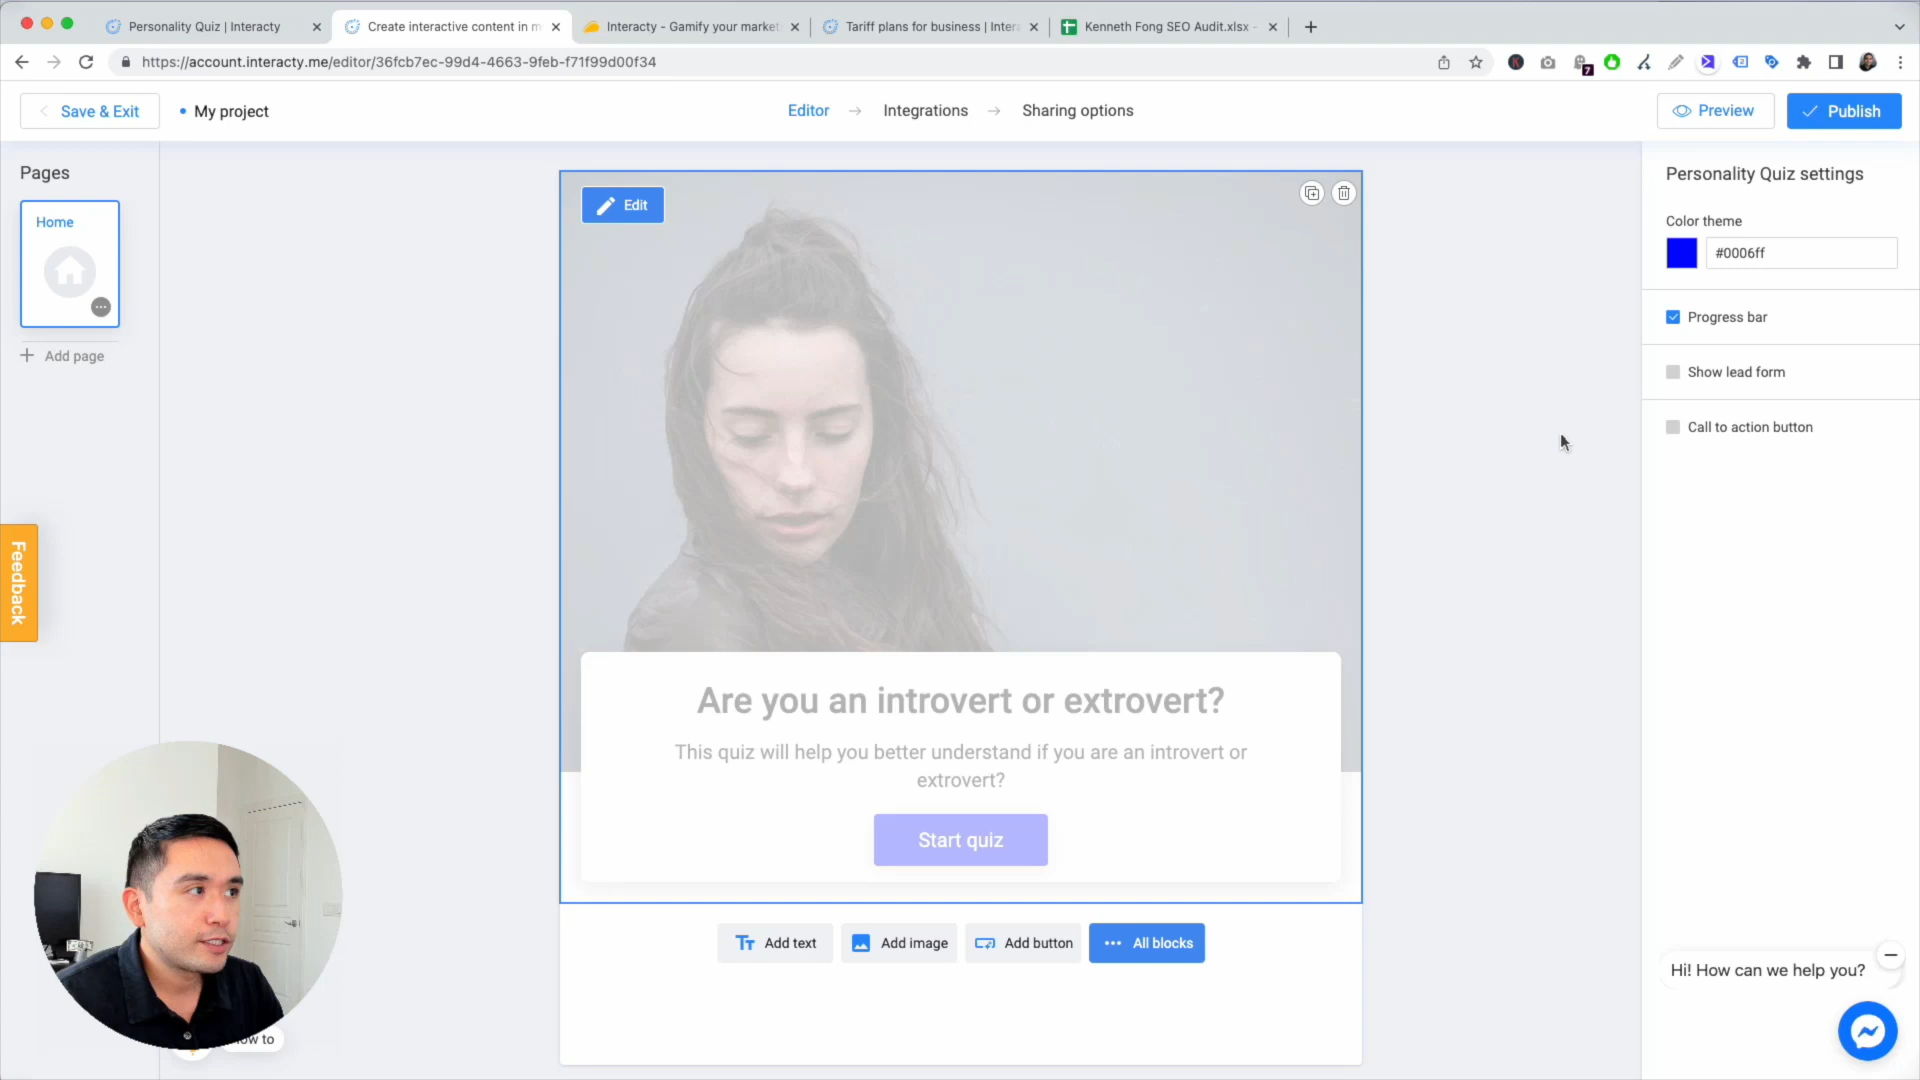 Personality Quiz | Interacty
Create interactive content in m
Interacty - Gamify your market
Tariff plans for business | Inter
Kenneth Fong SEO Audit.xlsx -
https://account.interacty.me/editor/36fcb7ec-99d4-4663-9feb-f71f99d00f34
7
Save & Exit
My project
Editor
Integrations
Sharing options
Preview
Publish
Pages
Home
Add page
Feedback
Edit
Are you an introvert or extrovert?
This quiz will help you better understand if you are an introvert or
extrovert?
Start quiz
Add text
Add image
Add button
All blocks
Personality Quiz settings
Color theme
#0006ff
Progress bar
Show lead form
Call to action button
Hi! How can we help you?
to